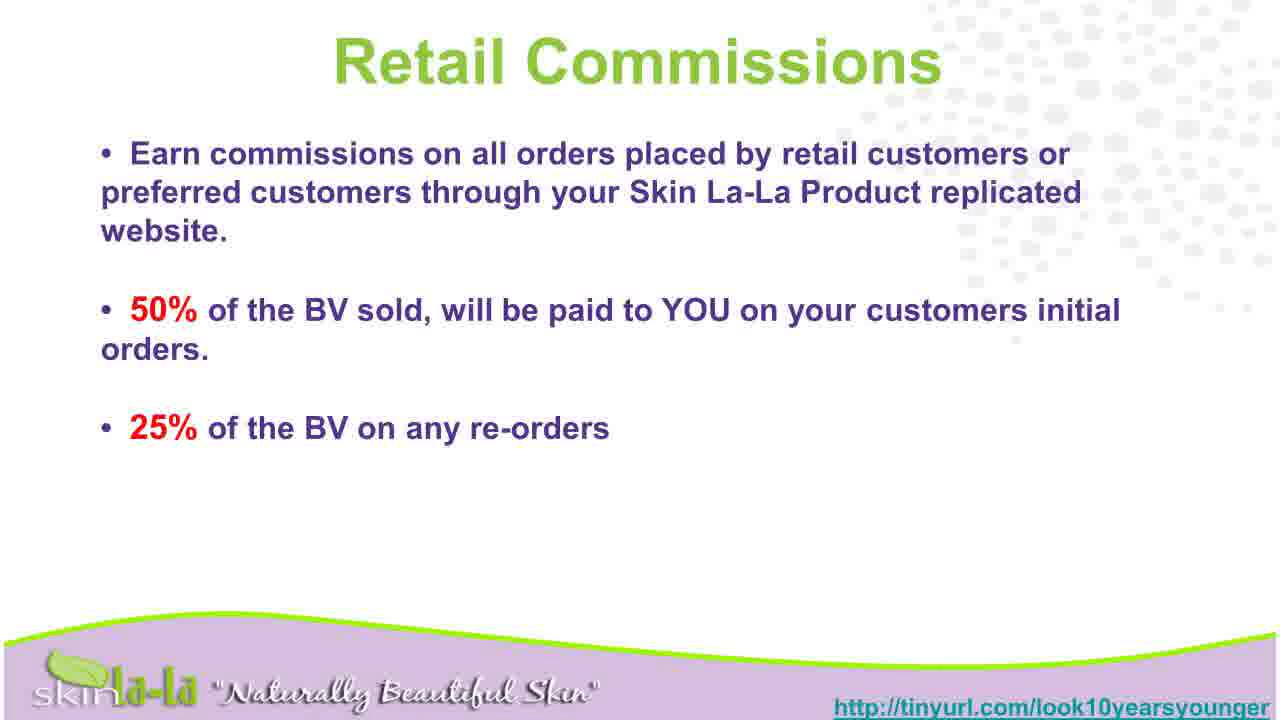 Retail Commissions
• Earn commissions on all orders placed by retail customers or
preferred customers through your Skin La-La Product replicated
website.
• 50% of the BV sold, will be paid to YOU on your customers initial
orders.
• 25% of the BV on any re-orders
skin la-la "Naturally Beautiful Skin"
http://tinyurl.com/look10yearsyounger